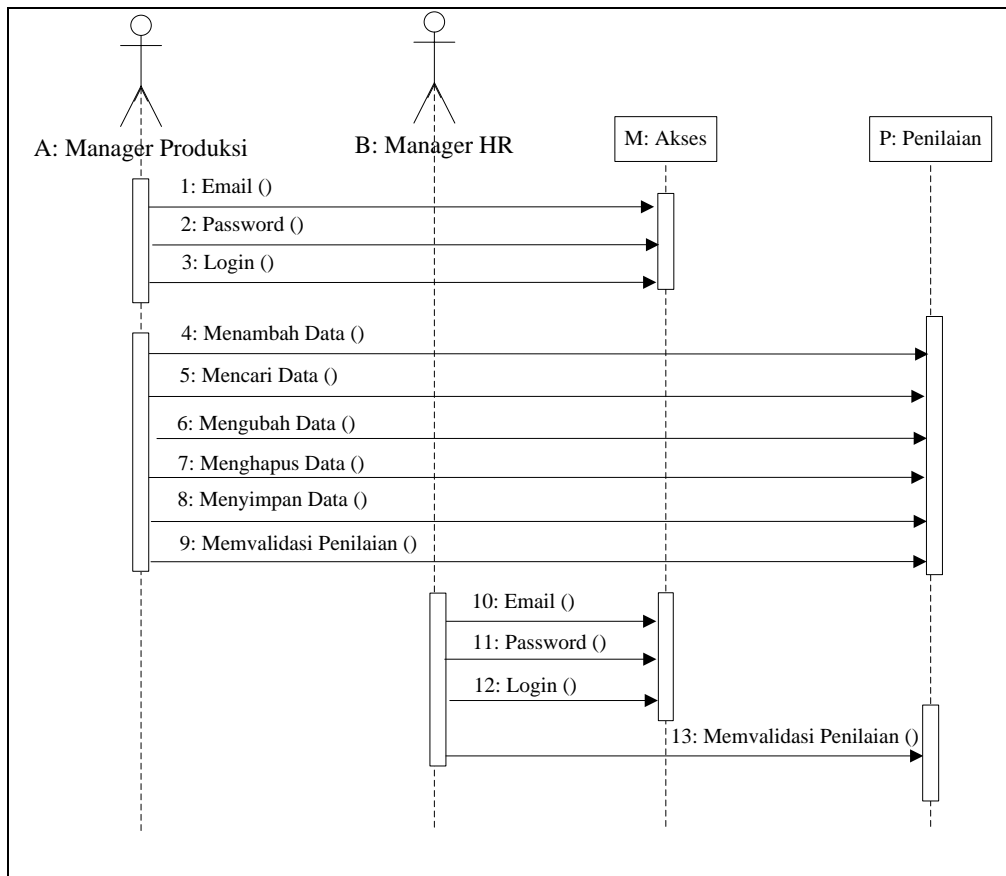 A: Manager Produksi
B: Manager HR
M: Akses
P: Penilaian
1: Email ()
2: Password ()
3: Login ()
4: Menambah Data ()
5: Mencari Data ()
6: Mengubah Data ()
7: Menghapus Data ()
8: Menyimpan Data ()
9: Memvalidasi Penilaian ()
10: Email ()
11: Password ()
12: Login ()
13: Memvalidasi Penilaian ()